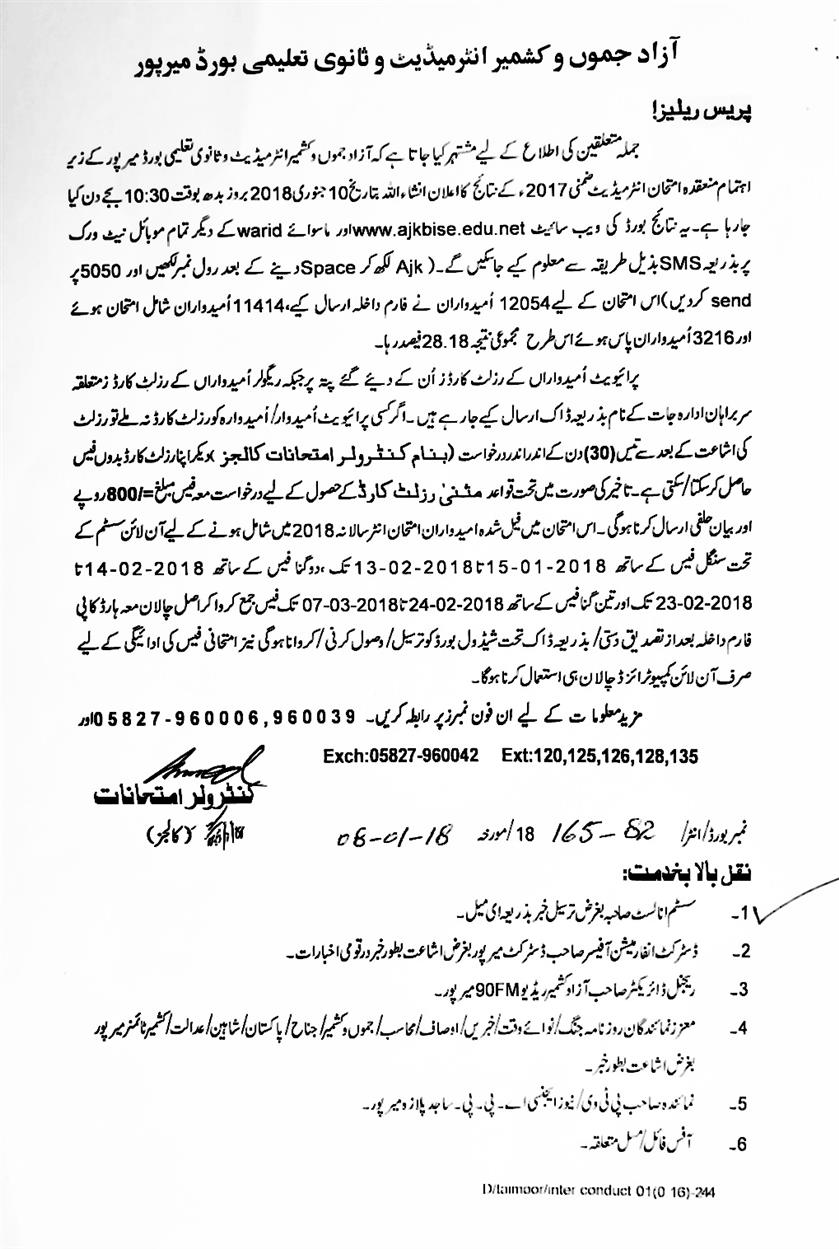 آزاد جموں و کشمیر انٹرمیڈیٹ و ثانوی تعلیمی بورڈ میرپور
پریس ریلیز!
جملہ متعلقین کی اطلاع کے لیے مشتہر کیا جاتا ہے کہ آزاد جموں و کشمیر انٹرمیڈیٹ و ثانوی تعلیمی بورڈ میرپور کے زیر
اہتمام منعقدہ امتحان انٹرمیڈیٹ ضمنی 2017ء کے نتائج کا اعلان انشاء اللہ بتاریخ 10 جنوری 2018 بروز بدھ بوقت 10:30 بجے دن کیا
جا رہا ہے۔ یہ نتائج بورڈ کی ویب سائیٹ www.ajkbise.edu.net اور ماسوائے warid کے دیگر تمام موبائل نیٹ ورک
پر بذریعہ SMS بذیل طریقہ سے معلوم کیے جا سکیں گے۔ (Ajk لکھ کر Space دینے کے بعد رول نمبر لکھیں اور 5050 پر
send کردیں) اس امتحان کے لیے 12054 اُمیدواران نے فارم داخلہ ارسال کیے، 11414 اُمیدواران شامل امتحان ہوئے
اور 3216 اُمیدواران پاس ہوئے اس طرح مجموعی نتیجہ 28.18 فیصد رہا۔
پرائیویٹ اُمیدواراں کے رزلٹ کارڈز اُن کے دیئے گئے پتہ پر جبکہ ریگولر اُمیدواراں کے رزلٹ کارڈز متعلقہ
سربراہان ادارہ جات کے نام بذریعہ ڈاک ارسال کیے جا رہے ہیں۔ اگر کسی پرائیویٹ اُمیدوار/اُمیدوارہ کو رزلٹ کارڈ نہ ملے تو رزلٹ
کی اشاعت کے بعد سے تیس (30) دن کے اندر اندر درخواست (بنام کنٹرولر امتحانات کالجز) دیکر اپنا رزلٹ کارڈ بدوں فیس
حاصل کر سکتا/سکتی ہے۔ تاخیر کی صورت میں تحت قواعد مثنیٰ رزلٹ کارڈ کے حصول کے لیے درخواست معہ فیس مبلغ =/800 روپے
اور بیان حلفی ارسال کرنا ہوگی۔ اس امتحان میں فیل شدہ امیدواران امتحان انٹر سالانہ 2018 میں شامل ہونے کے لیے آن لائن سسٹم کے
تحت سنگل فیس کے ساتھ 15-01-2018 تا 13-02-2018 تک، دوگنا فیس کے ساتھ 14-02-2018 تا
23-02-2018 تک اور تین گنا فیس کے ساتھ 24-02-2018 تا 07-03-2018 تک فیس جمع کروا کر اصل چالان معہ ہارڈ کاپی
فارم داخلہ بعد از تصدیق دستی/بذریعہ ڈاک تحت شیڈول بورڈ کو ترسیل/وصول کرنی/کروانا ہوگی نیز امتحانی فیس کی ادائیگی کے لیے
صرف آن لائن کمپیوٹرائزڈ چالان ہی استعمال کرنا ہوگا۔
مزید معلومات کے لیے ان فون نمبرز پر رابطہ کریں۔ 05827-960006,960039 اور
Exch:05827-960042 Ext:120,125,126,128,135
کنٹرولر امتحانات
(کالجز)
نمبر بورڈ/انٹر/ 165-82 /18 مورخہ 08-01-18
نقل بالا بخدمت:
1۔ سسٹم انالسٹ صاحبہ بغرض ترسیل خبر بذریعہ ای میل۔
2۔ ڈسٹرکٹ انفارمیشن آفیسر صاحب ڈسٹرکٹ میرپور بغرض اشاعت بطور خبر در قومی اخبارات۔
3۔ ریجنل ڈائریکٹر صاحب آزاد کشمیر ریڈیو 90FM میرپور۔
4۔ معزز نمائندگان روزنامہ جنگ/نوائے وقت/خبریں/اوصاف/محاسب/جموں و کشمیر/جناح/پاکستان/شاہین/عدالت/کشمیر ٹائمز میرپور
بغرض اشاعت بطور خبر۔
5۔ نمائندہ صاحب پی ٹی وی/نیوز ایجنسی اے۔ پی۔ پی۔ ساجد پلازہ میرپور۔
6۔ آفس فائل/مسل متعلقہ۔
D/taimoor/inter conduct 01(0 16)-244